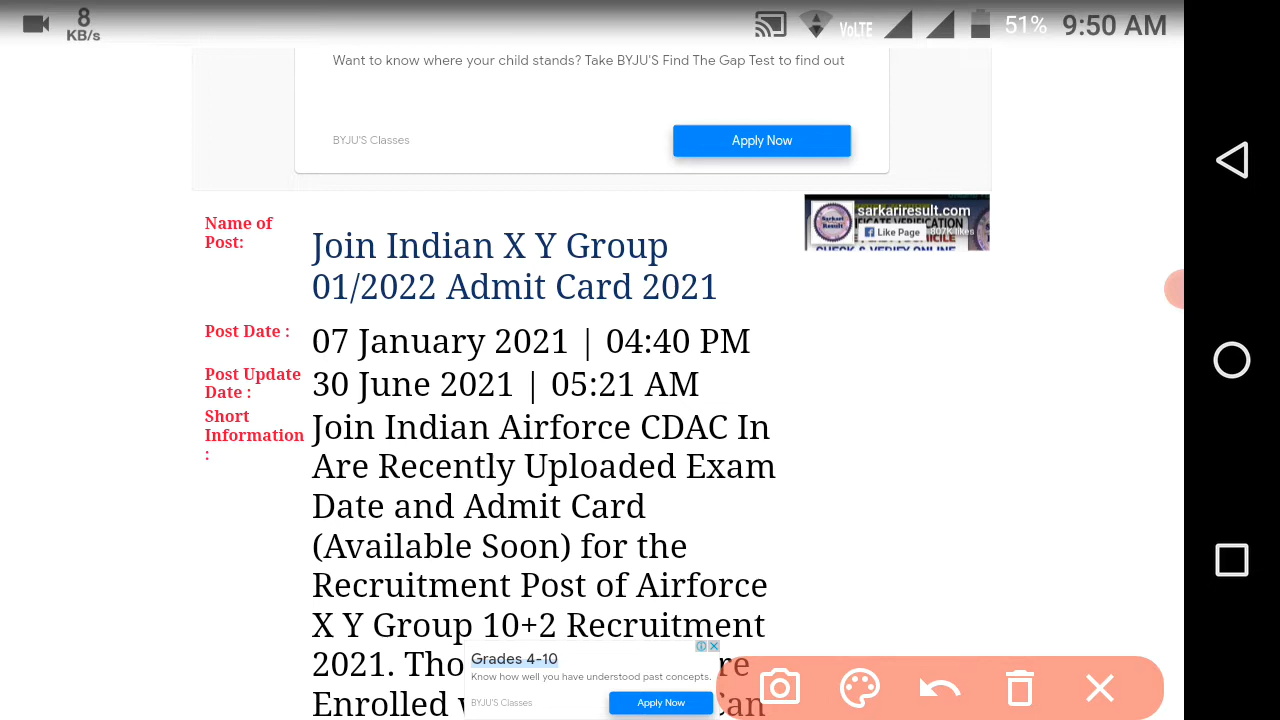 8
KB/s
VoLTE
51%
9:50 AM
Want to know where your child stands? Take BYJU'S Find The Gap Test to find out
BYJU'S Classes
Apply Now
sarkariresult.com
Like Page
807K likes
Name of
Post:
Join Indian X Y Group
01/2022 Admit Card 2021
Post Date :
07 January 2021 | 04:40 PM
Post Update
Date :
30 June 2021 | 05:21 AM
Short
Information
:
Join Indian Airforce CDAC In
Are Recently Uploaded Exam
Date and Admit Card
(Available Soon) for the
Recruitment Post of Airforce
X Y Group 10+2 Recruitment
2021.
Enrolled
Grades 4-10
Know how well you have understood past concepts.
BYJU'S Classes
Apply Now